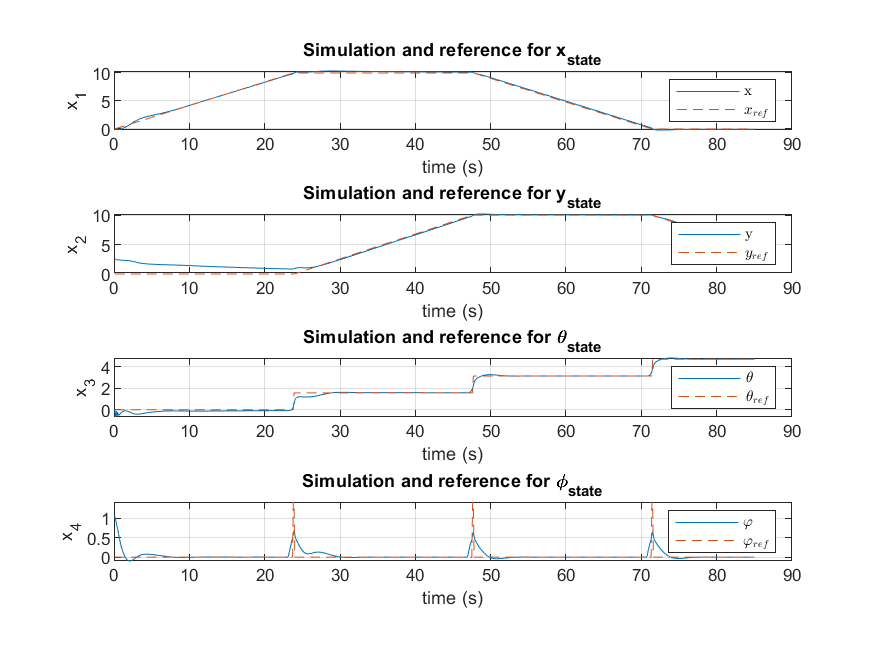 Simulation and reference for x_state
10
5
0
x_1
x
x_ref
0 10 20 30 40 50 60 70 80 90
time (s)
Simulation and reference for y_state
10
5
0
x_2
y
y_ref
0 10 20 30 40 50 60 70 80 90
time (s)
Simulation and reference for θ_state
4
2
0
x_3
θ
θ_ref
0 10 20 30 40 50 60 70 80 90
time (s)
Simulation and reference for ϕ_state
1
0.5
0
x_4
φ
φ_ref
0 10 20 30 40 50 60 70 80 90
time (s)